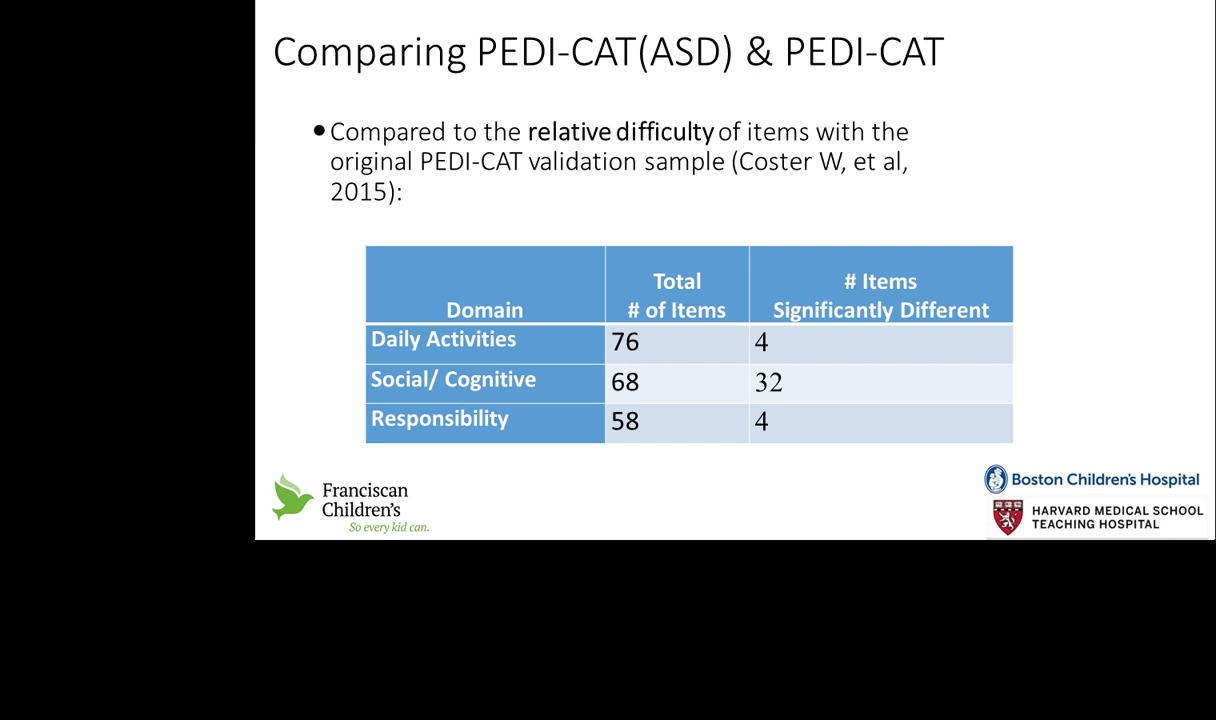 Comparing PEDI-CAT(ASD) & PEDI-CAT
●Compared to the relative difficulty of items with the
original PEDI-CAT validation sample (Coster W, et al,
2015):
Domain Total # of Items # Items Significantly Different
Daily Activities 76 4
Social/ Cognitive 68 32
Responsibility 58 4
Franciscan
Children's
So every kid can.
Boston Children's Hospital
HARVARD MEDICAL SCHOOL
TEACHING HOSPITAL